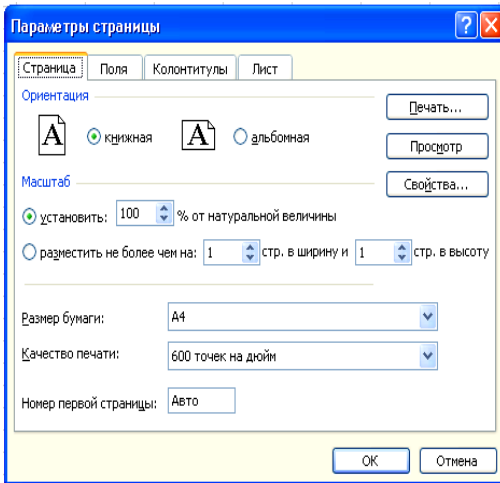 Параметры страницы
Страница Поля Колонтитулы Лист
Ориентация
Печать...
A книжная A альбомная
Просмотр
Масштаб
Свойства...
установить: 100 % от натуральной величины
разместить не более чем на: 1 стр. в ширину и 1 стр. в высоту
Размер бумаги: A4
Качество печати: 600 точек на дюйм
Номер первой страницы: Авто
ОК Отмена